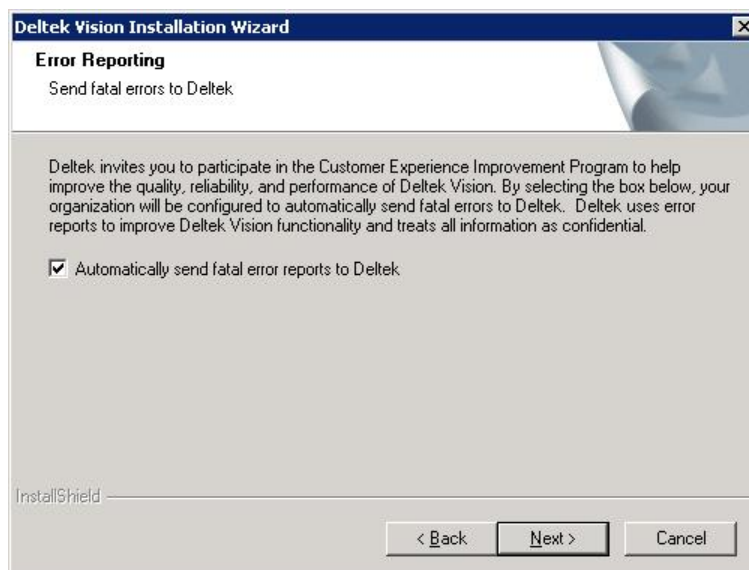 Deltek Vision Installation Wizard
Error Reporting
Send fatal errors to Deltek
Deltek invites you to participate in the Customer Experience Improvement Program to help
improve the quality, reliability, and performance of Deltek Vision. By selecting the box below, your
organization will be configured to automatically send fatal errors to Deltek.  Deltek uses error
reports to improve Deltek Vision functionality and treats all information as confidential.
Automatically send fatal error reports to Deltek
InstallShield
< Back Next > Cancel